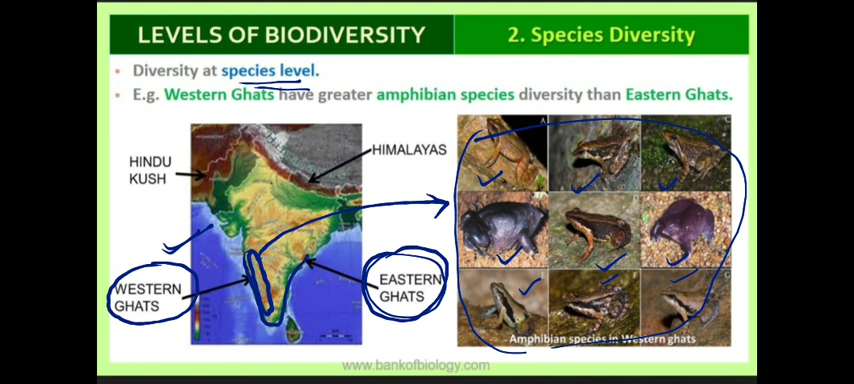 LEVELS OF BIODIVERSITY
2. Species Diversity
• Diversity at species level.
• E.g. Western Ghats have greater amphibian species diversity than Eastern Ghats.
HINDU
KUSH
HIMALAYAS
WESTERN
GHATS
EASTERN
GHATS
Amphibian species in Western ghats
www.bankofbiology.com